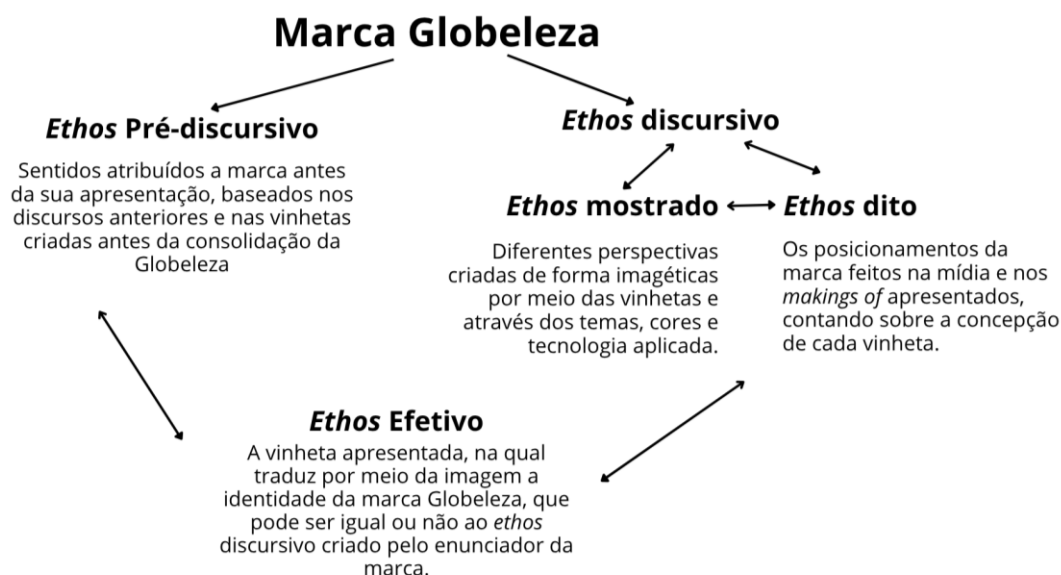 Marca Globeleza
Ethos Pré-discursivo
Sentidos atribuídos a marca antes
da sua apresentação, baseados nos
discursos anteriores e nas vinhetas
criadas antes da consolidação da
Globeleza
Ethos discursivo
Ethos mostrado
Diferentes perspectivas
criadas de forma imagéticas
por meio das vinhetas e
através dos temas, cores e
tecnologia aplicada.
Ethos dito
Os posicionamentos da
marca feitos na mídia e nos
makings of apresentados,
contando sobre a concepção
de cada vinheta.
Ethos Efetivo
A vinheta apresentada, na qual
traduz por meio da imagem a
identidade da marca Globeleza, que
pode ser igual ou não ao ethos
discursivo criado pelo enunciador da
marca.